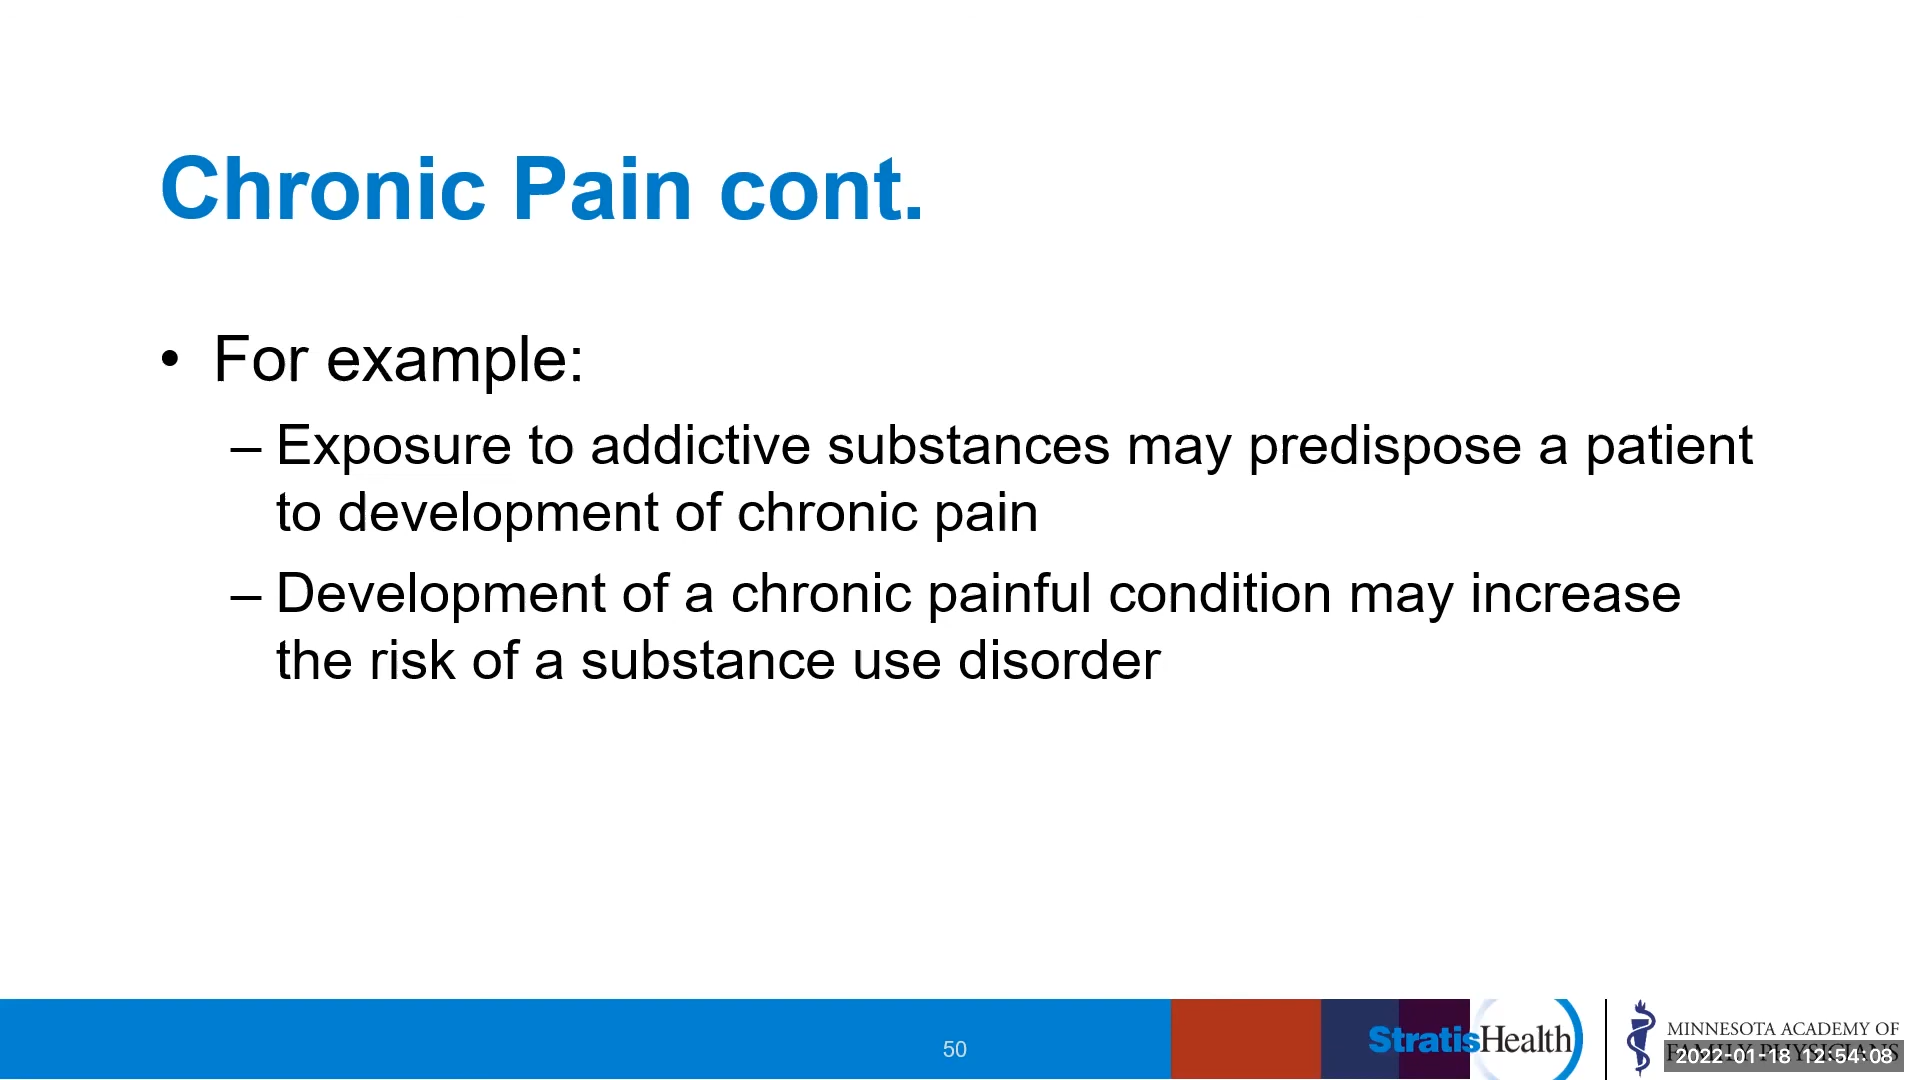 Chronic Pain cont.
• For example:
– Exposure to addictive substances may predispose a patient
to development of chronic pain
– Development of a chronic painful condition may increase
the risk of a substance use disorder
50
StratisHealth
MINNESOTA ACADEMY OF
FAMILY PHYSICIANS
2022-01-18 12:54:08